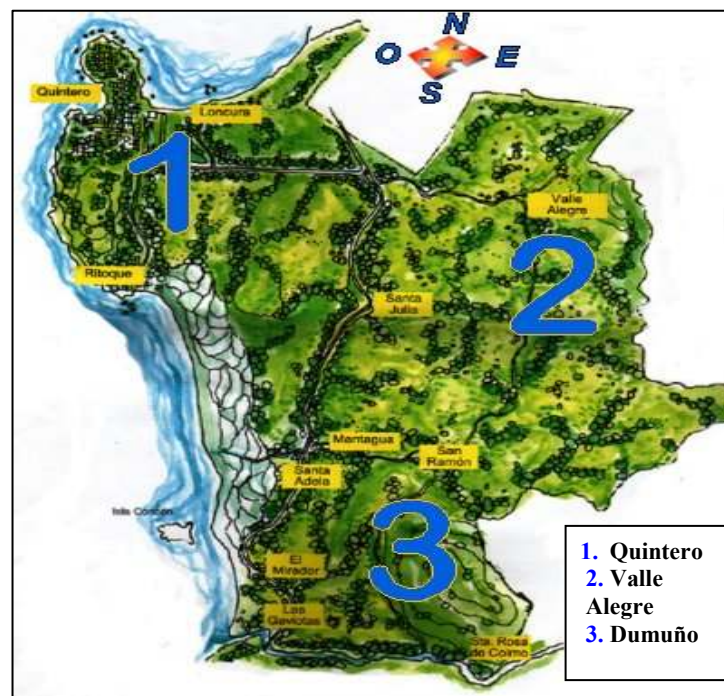 N
O
E
S
Quintero
Loncura
1
Valle
Alegre
2
Ritoque
Santa
Julia
Mantagua
San
Ramón
Santa
Adela
Isla Concón
3
El
Mirador
Las
Gaviotas
Sta. Rosa
de Colmo
1. Quintero
2. Valle
Alegre
3. Dumuño